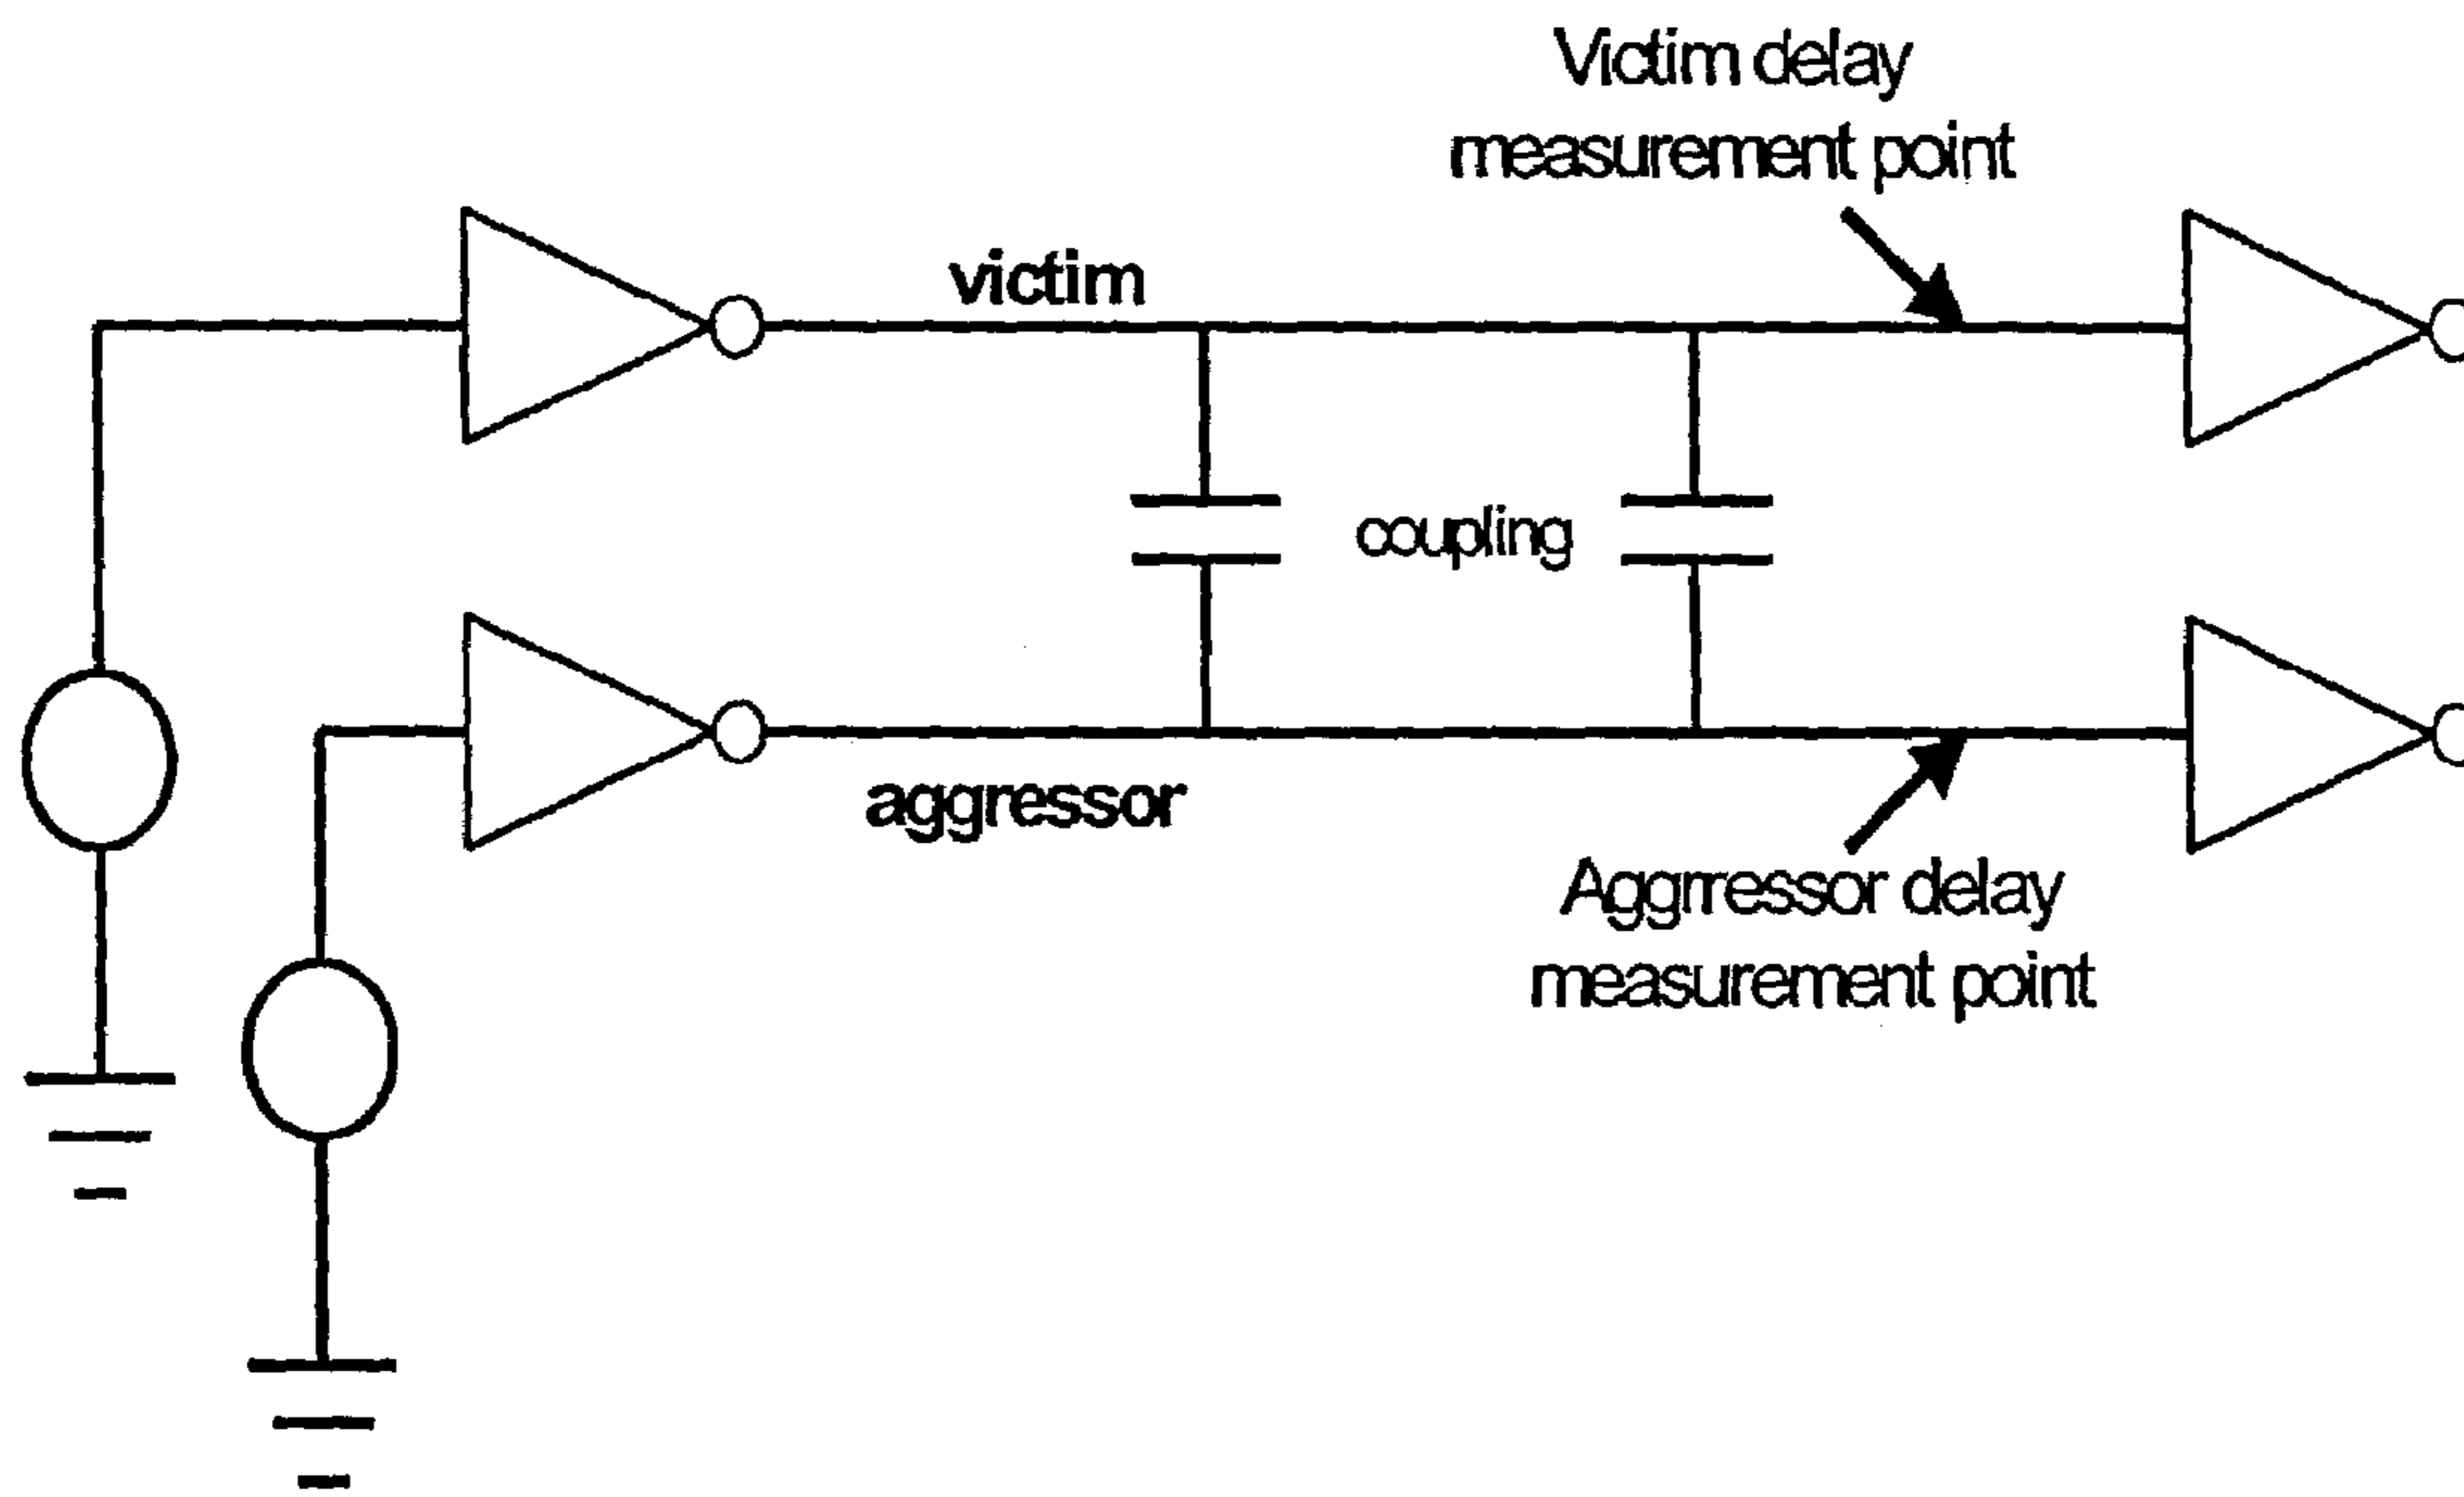 Victim delay
measurement point
victim
coupling
aggressor
Aggrressor delay
measurement point